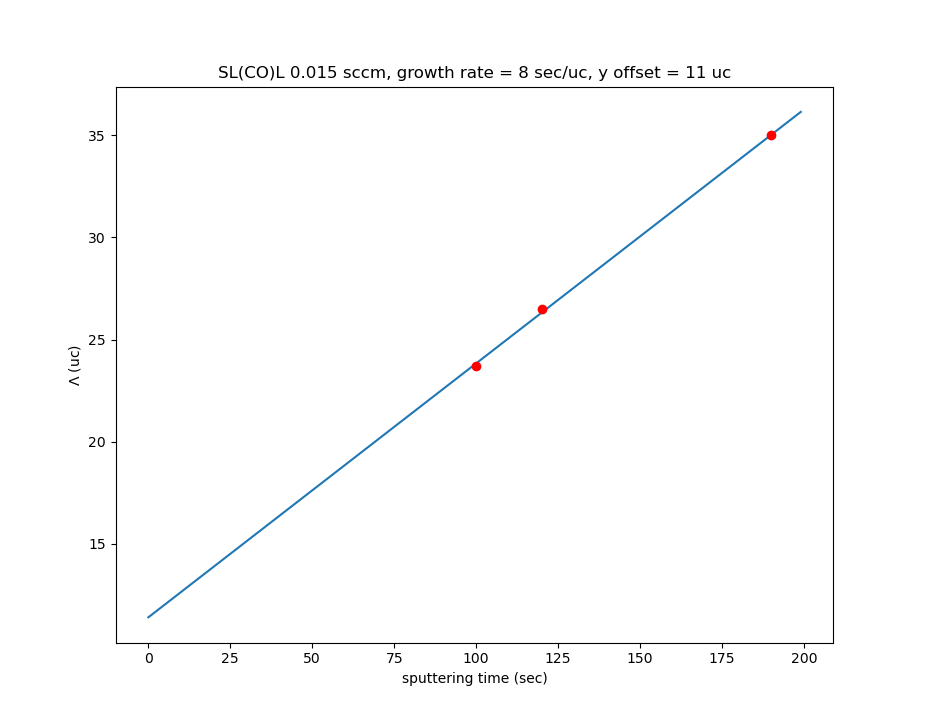 SL(CO)L 0.015 sccm, growth rate = 8 sec/uc, y offset = 11 uc
35
30
25
20
15
Λ (uc)
0 25 50 75 100 125 150 175 200
sputtering time (sec)